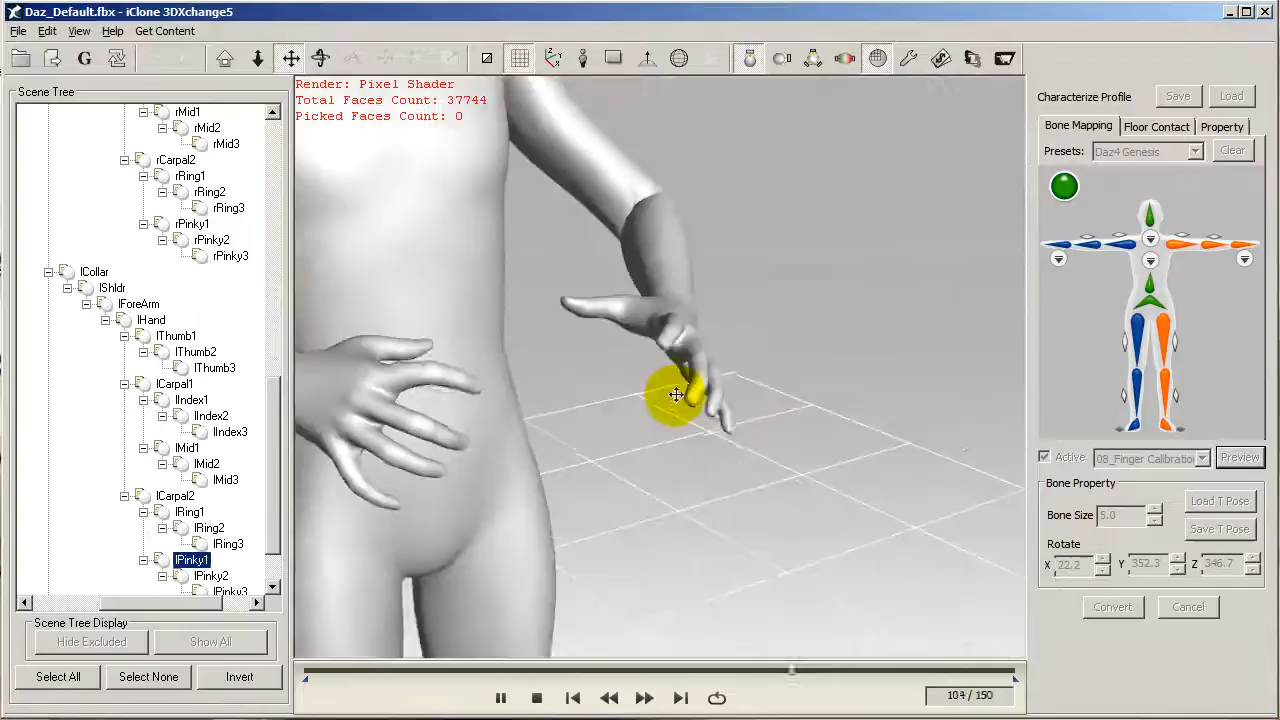 Daz_Default.fbx - iClone 3DXchange5
File Edit View Help Get Content
Scene Tree
rMid1
rMid2
rMid3
rCarpal2
rRing1
rRing2
rRing3
rPinky1
rPinky2
rPinky3
lCollar
lShldr
lForeArm
lHand
lThumb1
lThumb2
lThumb3
lCarpal1
lIndex1
lIndex2
lIndex3
lMid1
lMid2
lMid3
lCarpal2
lRing1
lRing2
lRing3
lPinky1
lPinky2
lPinky3
Scene Tree Display
Hide Excluded Show All
Select All Select None Invert
Render: Pixel Shader
Total Faces Count: 37744
Picked Faces Count: 0
104 / 150
Characterize Profile Save Load
Bone Mapping Floor Contact Property
Presets: Daz4 Genesis Clear
Active 08_Finger Calibratio Preview
Bone Property
Bone Size 5.0 Load T Pose
Save T Pose
Rotate
X 22.2 Y 352.3 Z 346.7
Convert Cancel